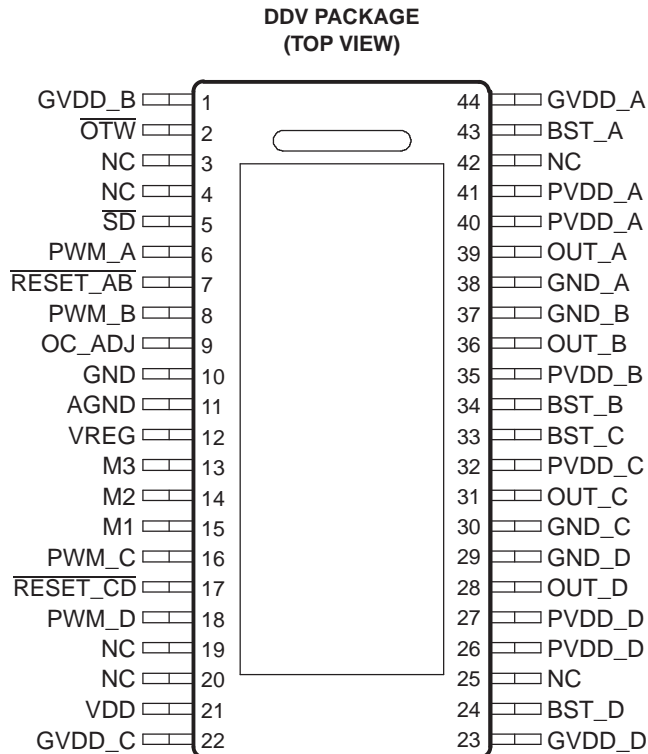 DDV PACKAGE
(TOP VIEW)
GVDD_B 1 44 GVDD_A
OTW 2 43 BST_A
NC 3 42 NC
NC 4 41 PVDD_A
SD 5 40 PVDD_A
PWM_A 6 39 OUT_A
RESET_AB 7 38 GND_A
PWM_B 8 37 GND_B
OC_ADJ 9 36 OUT_B
GND 10 35 PVDD_B
AGND 11 34 BST_B
VREG 12 33 BST_C
M3 13 32 PVDD_C
M2 14 31 OUT_C
M1 15 30 GND_C
PWM_C 16 29 GND_D
RESET_CD 17 28 OUT_D
PWM_D 18 27 PVDD_D
NC 19 26 PVDD_D
NC 20 25 NC
VDD 21 24 BST_D
GVDD_C 22 23 GVDD_D